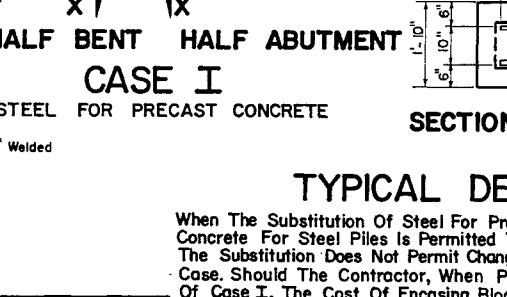 X X
HALF BENT HALF ABUTMENT
CASE I
STEEL FOR PRECAST CONCRETE
Welded
6"
1'-10"
10"
6"
SECTION
TYPICAL DE
When The Substitution Of Steel For Pr
Concrete For Steel Piles Is Permitted
The Substitution Does Not Permit Chang
Case. Should The Contractor, When P
Of Case I, The Cost Of Encasing Bloc